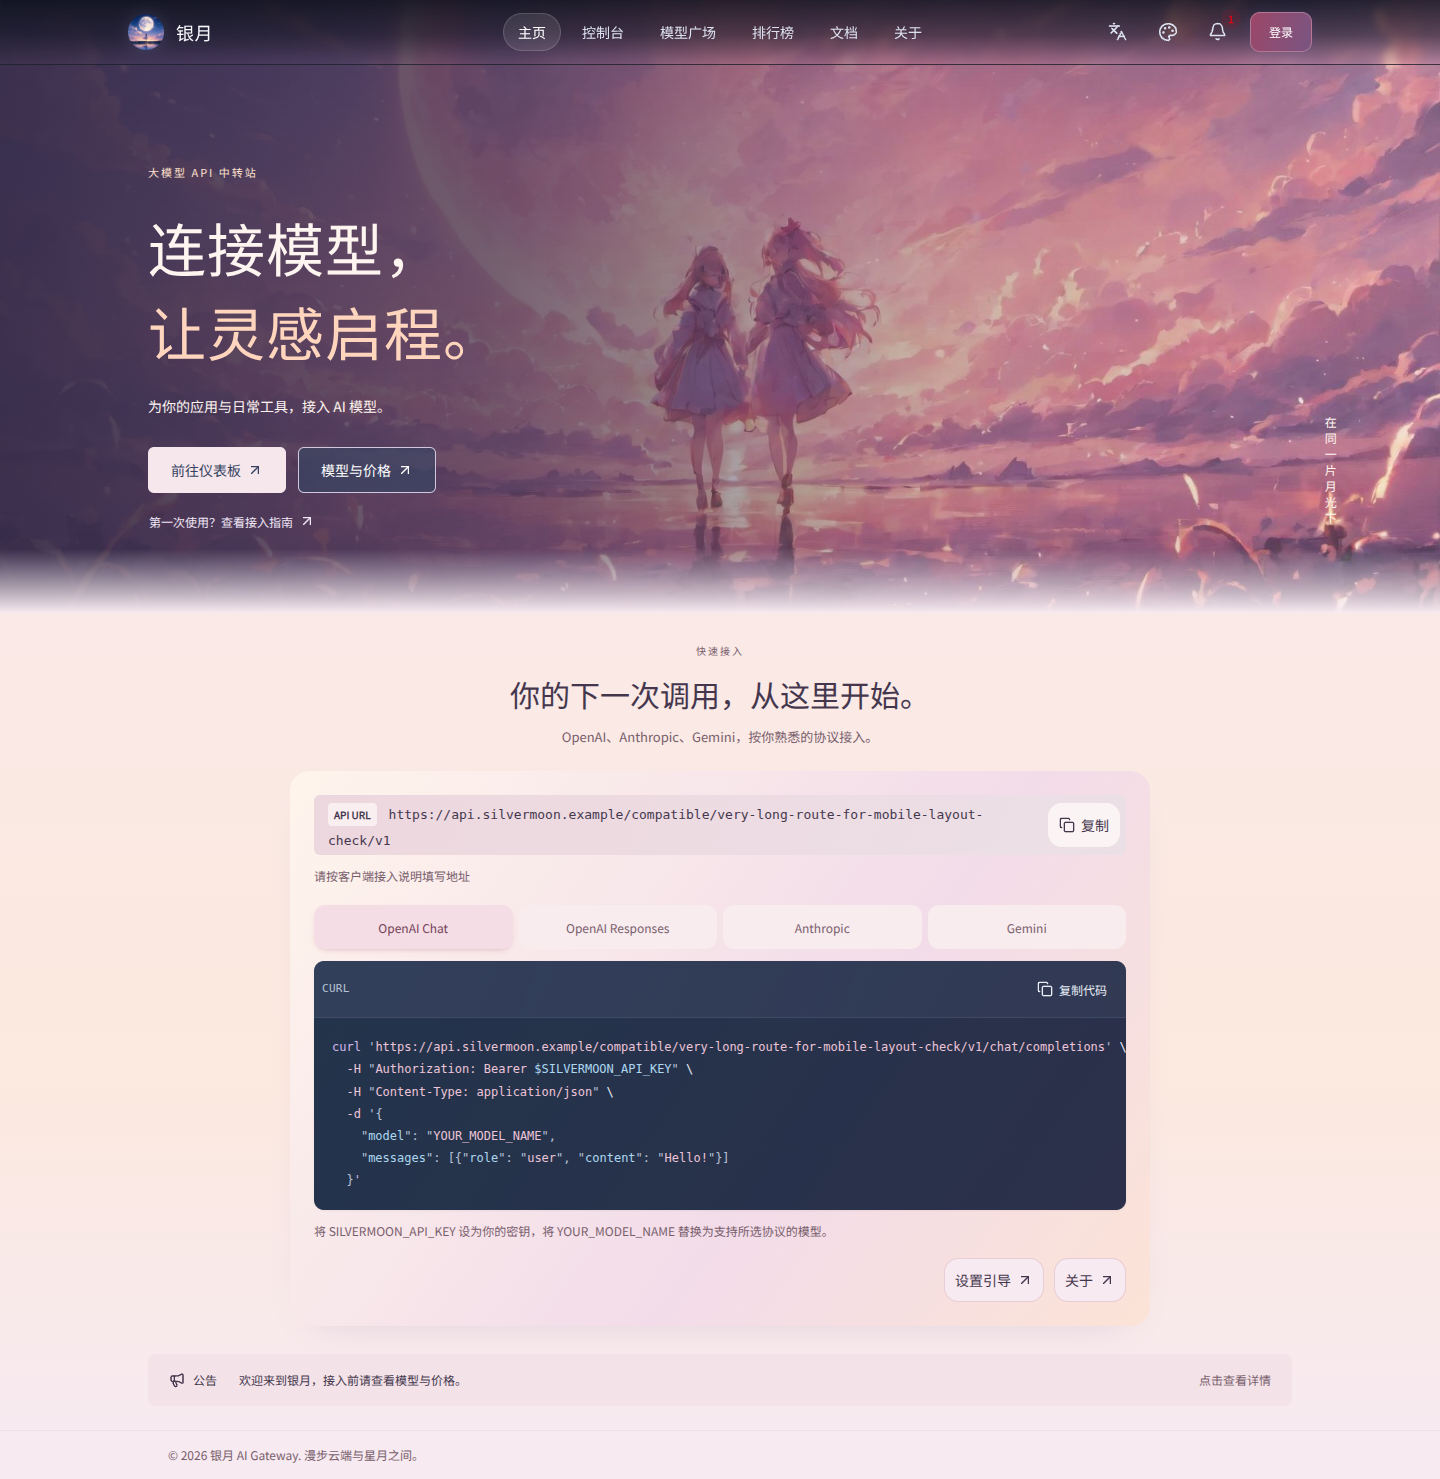 银月
主页 控制台 模型广场 排行榜 文档 关于
1
登录
大模型 API 中转站
连接模型，
让灵感启程。
为你的应用与日常工具，接入 AI 模型。
前往仪表板 模型与价格
第一次使用？查看接入指南
在同一片月光下
快速接入
你的下一次调用，从这里开始。
OpenAI、Anthropic、Gemini，按你熟悉的协议接入。
API URL https://api.silvermoon.example/compatible/very-long-route-for-mobile-layout-
check/v1
复制
请按客户端接入说明填写地址
OpenAI Chat OpenAI Responses Anthropic Gemini
CURL 复制代码
curl 'https://api.silvermoon.example/compatible/very-long-route-for-mobile-layout-check/v1/chat/completions' \
-H "Authorization: Bearer $SILVERMOON_API_KEY" \
-H "Content-Type: application/json" \
-d '{
"model": "YOUR_MODEL_NAME",
"messages": [{"role": "user", "content": "Hello!"}]
}'
将 SILVERMOON_API_KEY 设为你的密钥，将 YOUR_MODEL_NAME 替换为支持所选协议的模型。
设置引导 关于
公告 欢迎来到银月，接入前请查看模型与价格。 点击查看详情
© 2026 银月 AI Gateway. 漫步云端与星月之间。